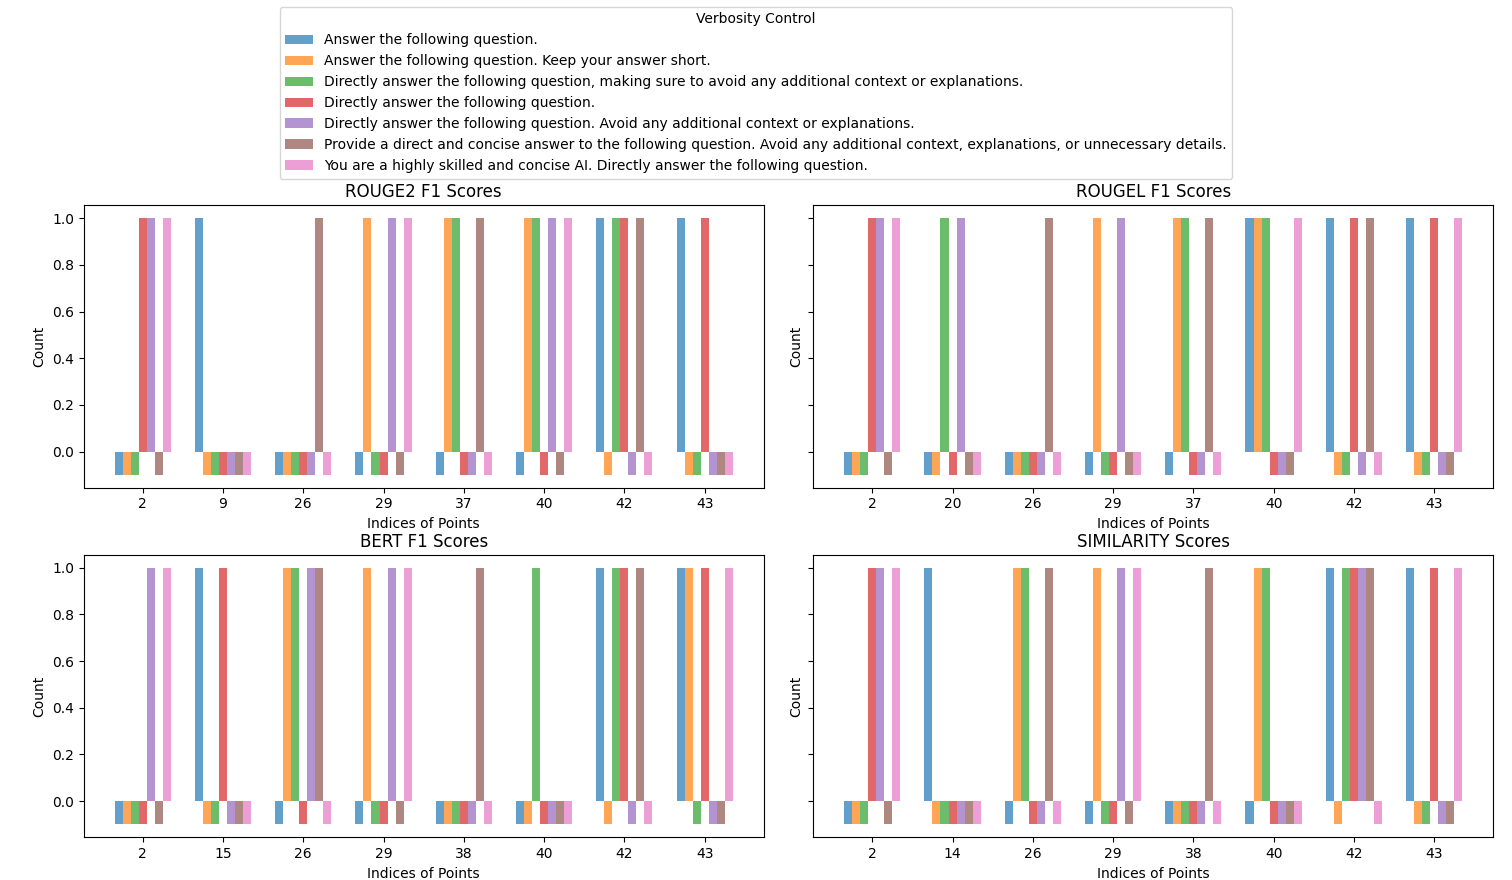 Verbosity Control
Answer the following question.
Answer the following question. Keep your answer short.
Directly answer the following question, making sure to avoid any additional context or explanations.
Directly answer the following question.
Directly answer the following question. Avoid any additional context or explanations.
Provide a direct and concise answer to the following question. Avoid any additional context, explanations, or unnecessary details.
You are a highly skilled and concise AI. Directly answer the following question.
ROUGE2 F1 Scores
1.0
0.8
0.6
0.4
0.2
0.0
Count
2 9 26 29 37 40 42 43
Indices of Points
ROUGEL F1 Scores
Count
2 20 26 29 37 40 42 43
Indices of Points
BERT F1 Scores
1.0
0.8
0.6
0.4
0.2
0.0
Count
2 15 26 29 38 40 42 43
Indices of Points
SIMILARITY Scores
Count
2 14 26 29 38 40 42 43
Indices of Points